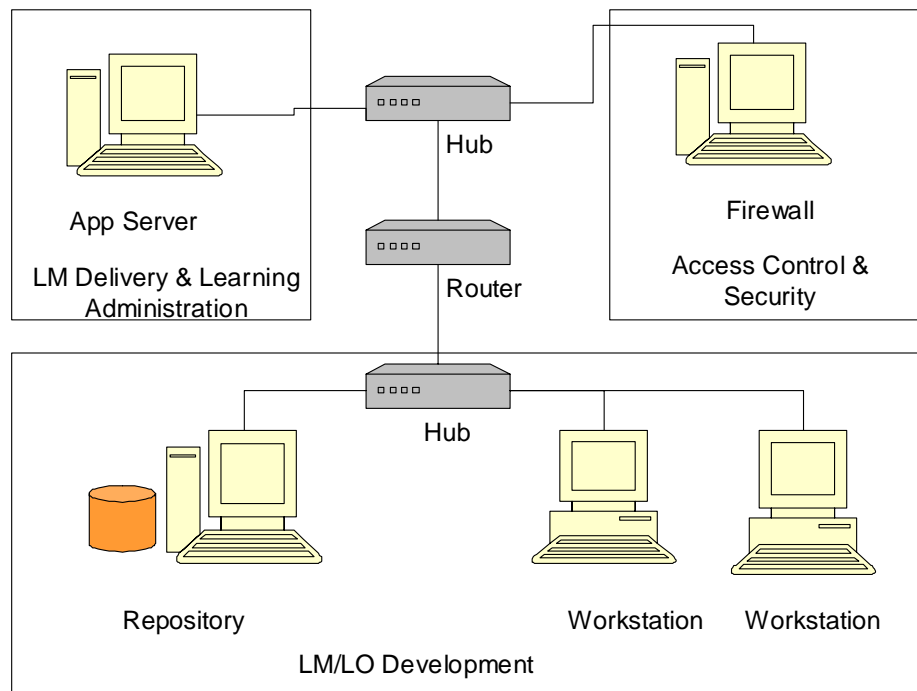 Hub
App Server
LM Delivery & Learning
Administration
Firewall
Access Control &
Security
Router
Hub
Repository
Workstation
Workstation
LM/LO Development